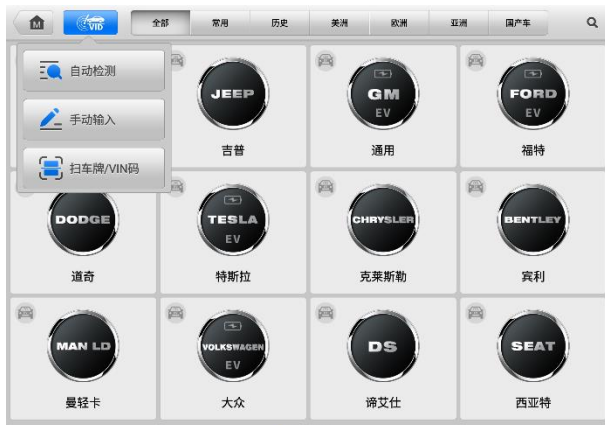 M
VID
全部
常用
历史
美洲
欧洲
亚洲
国产车
自动检测
手动输入
扫车牌/VIN码
JEEP
吉普
GM
EV
通用
FORD
EV
福特
DODGE
道奇
TESLA
EV
特斯拉
CHRYSLER
克莱斯勒
BENTLEY
宾利
MAN LD
曼轻卡
VOLKSWAGEN
EV
大众
DS
谛艾仕
SEAT
西亚特